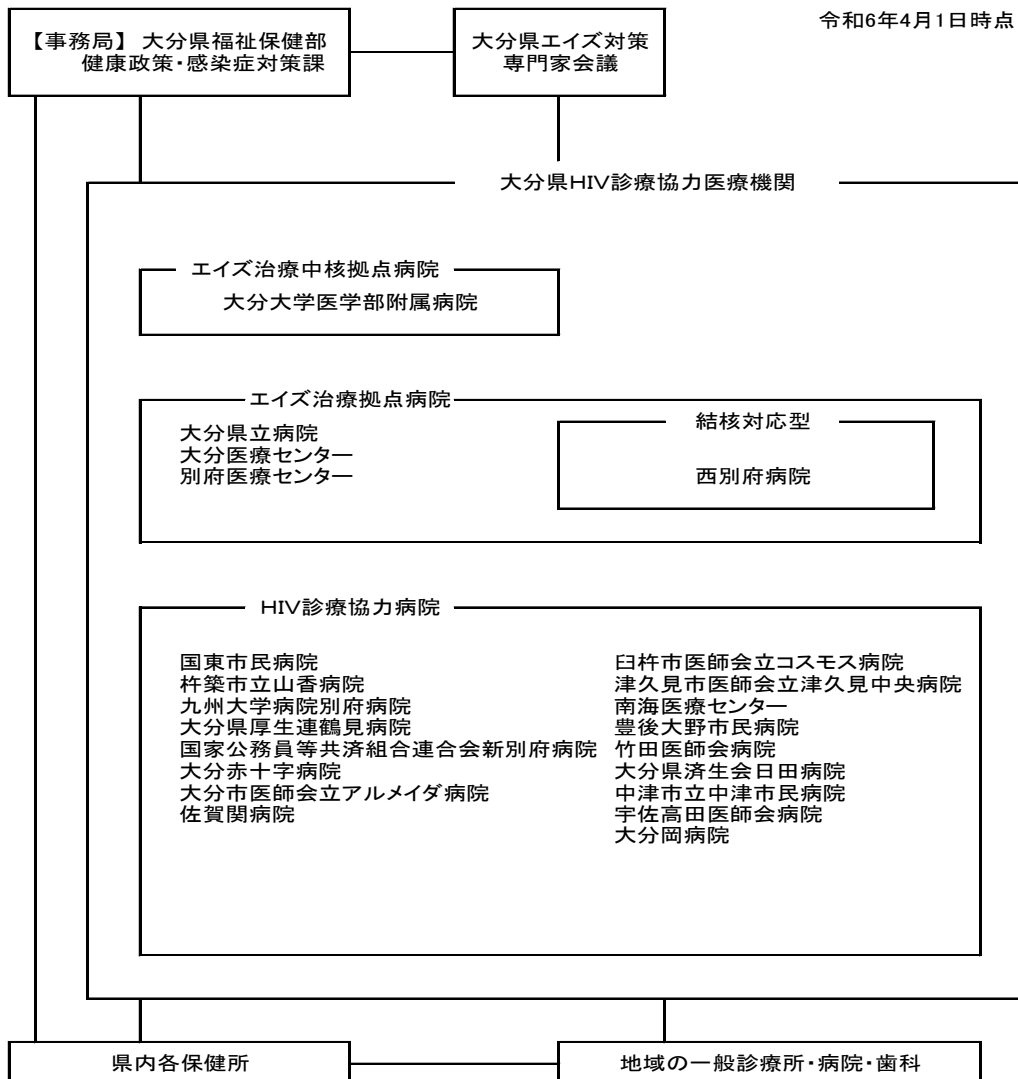 令和6年4月1日時点
【事務局】 大分県福祉保健部
健康政策・感染症対策課
大分県エイズ対策
専門家会議
大分県HIV診療協力医療機関
エイズ治療中核拠点病院
大分大学医学部附属病院
エイズ治療拠点病院
大分県立病院
大分医療センター
別府医療センター
結核対応型
西別府病院
HIV診療協力病院
国東市民病院
杵築市立山香病院
九州大学病院別府病院
大分県厚生連鶴見病院
国家公務員等共済組合連合会新別府病院
大分赤十字病院
大分市医師会立アルメイダ病院
佐賀関病院
臼杵市医師会立コスモス病院
津久見市医師会立津久見中央病院
南海医療センター
豊後大野市民病院
竹田医師会病院
大分県済生会日田病院
中津市立中津市民病院
宇佐高田医師会病院
大分岡病院
県内各保健所
地域の一般診療所・病院・歯科